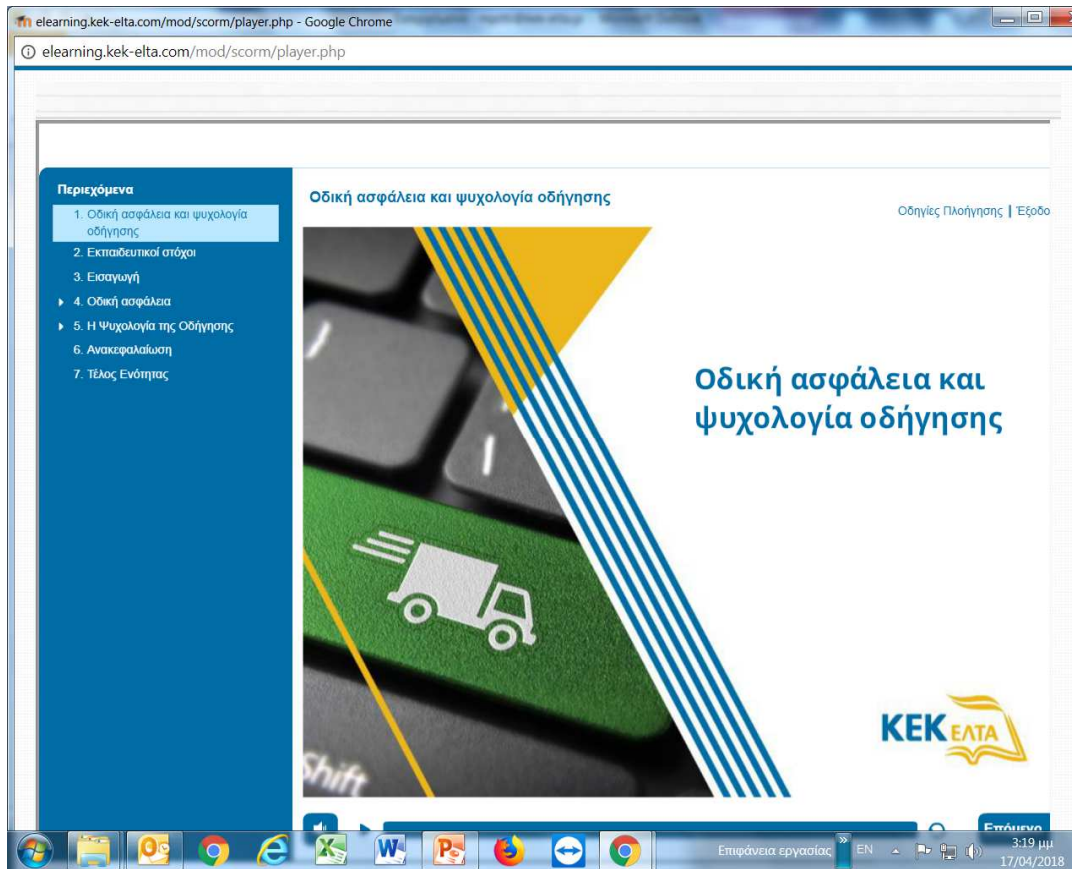 elearning.kek-elta.com/mod/scorm/player.php - Google Chrome
elearning.kek-elta.com/mod/scorm/player.php
Περιεχόμενα
1. Οδική ασφάλεια και ψυχολογία
οδήγησης
2. Εκπαιδευτικοί στόχοι
3. Εισαγωγή
4. Οδική ασφάλεια
5. Η Ψυχολογία της Οδήγησης
6. Ανακεφαλαίωση
7. Τέλος Ενότητας
Οδική ασφάλεια και ψυχολογία οδήγησης
Οδηγίες Πλοήγησης | Έξοδο
Οδική ασφάλεια και
ψυχολογία οδήγησης
ΚΕΚ ΕΛΤΑ
Shift
Επόμενο
Επιφάνεια εργασίας
EN
3:19 μμ
17/04/2018